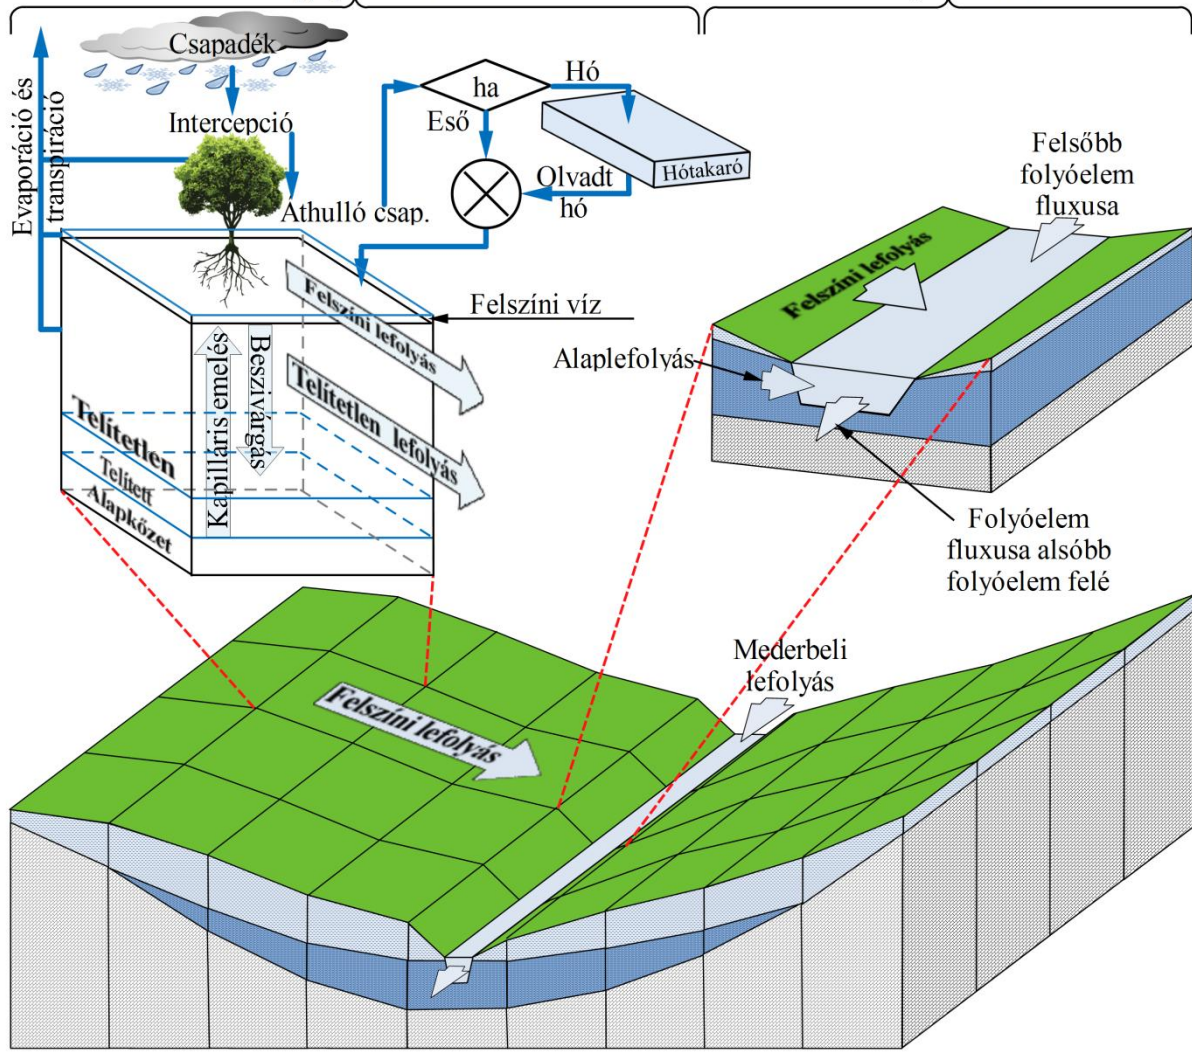 Csapadék
Evaporáció és
transpiráció
Intercepció
Athulló csap.
ha
Hó
Eső
Hótakaró
Olvadt
hó
Felszíni víz
Felszíni lefolyás
Telítetlen lefolyás
Kapilláris emelés
Beszivárgás
Telítetlen
Telített
Alapkőzet
Felsőbb
folyóelem
fluxusa
Felszíni lefolyás
Alaplefolyás
Folyóelem
fluxusa alsóbb
folyóelem felé
Mederbeli
lefolyás
Felszíni lefolyás